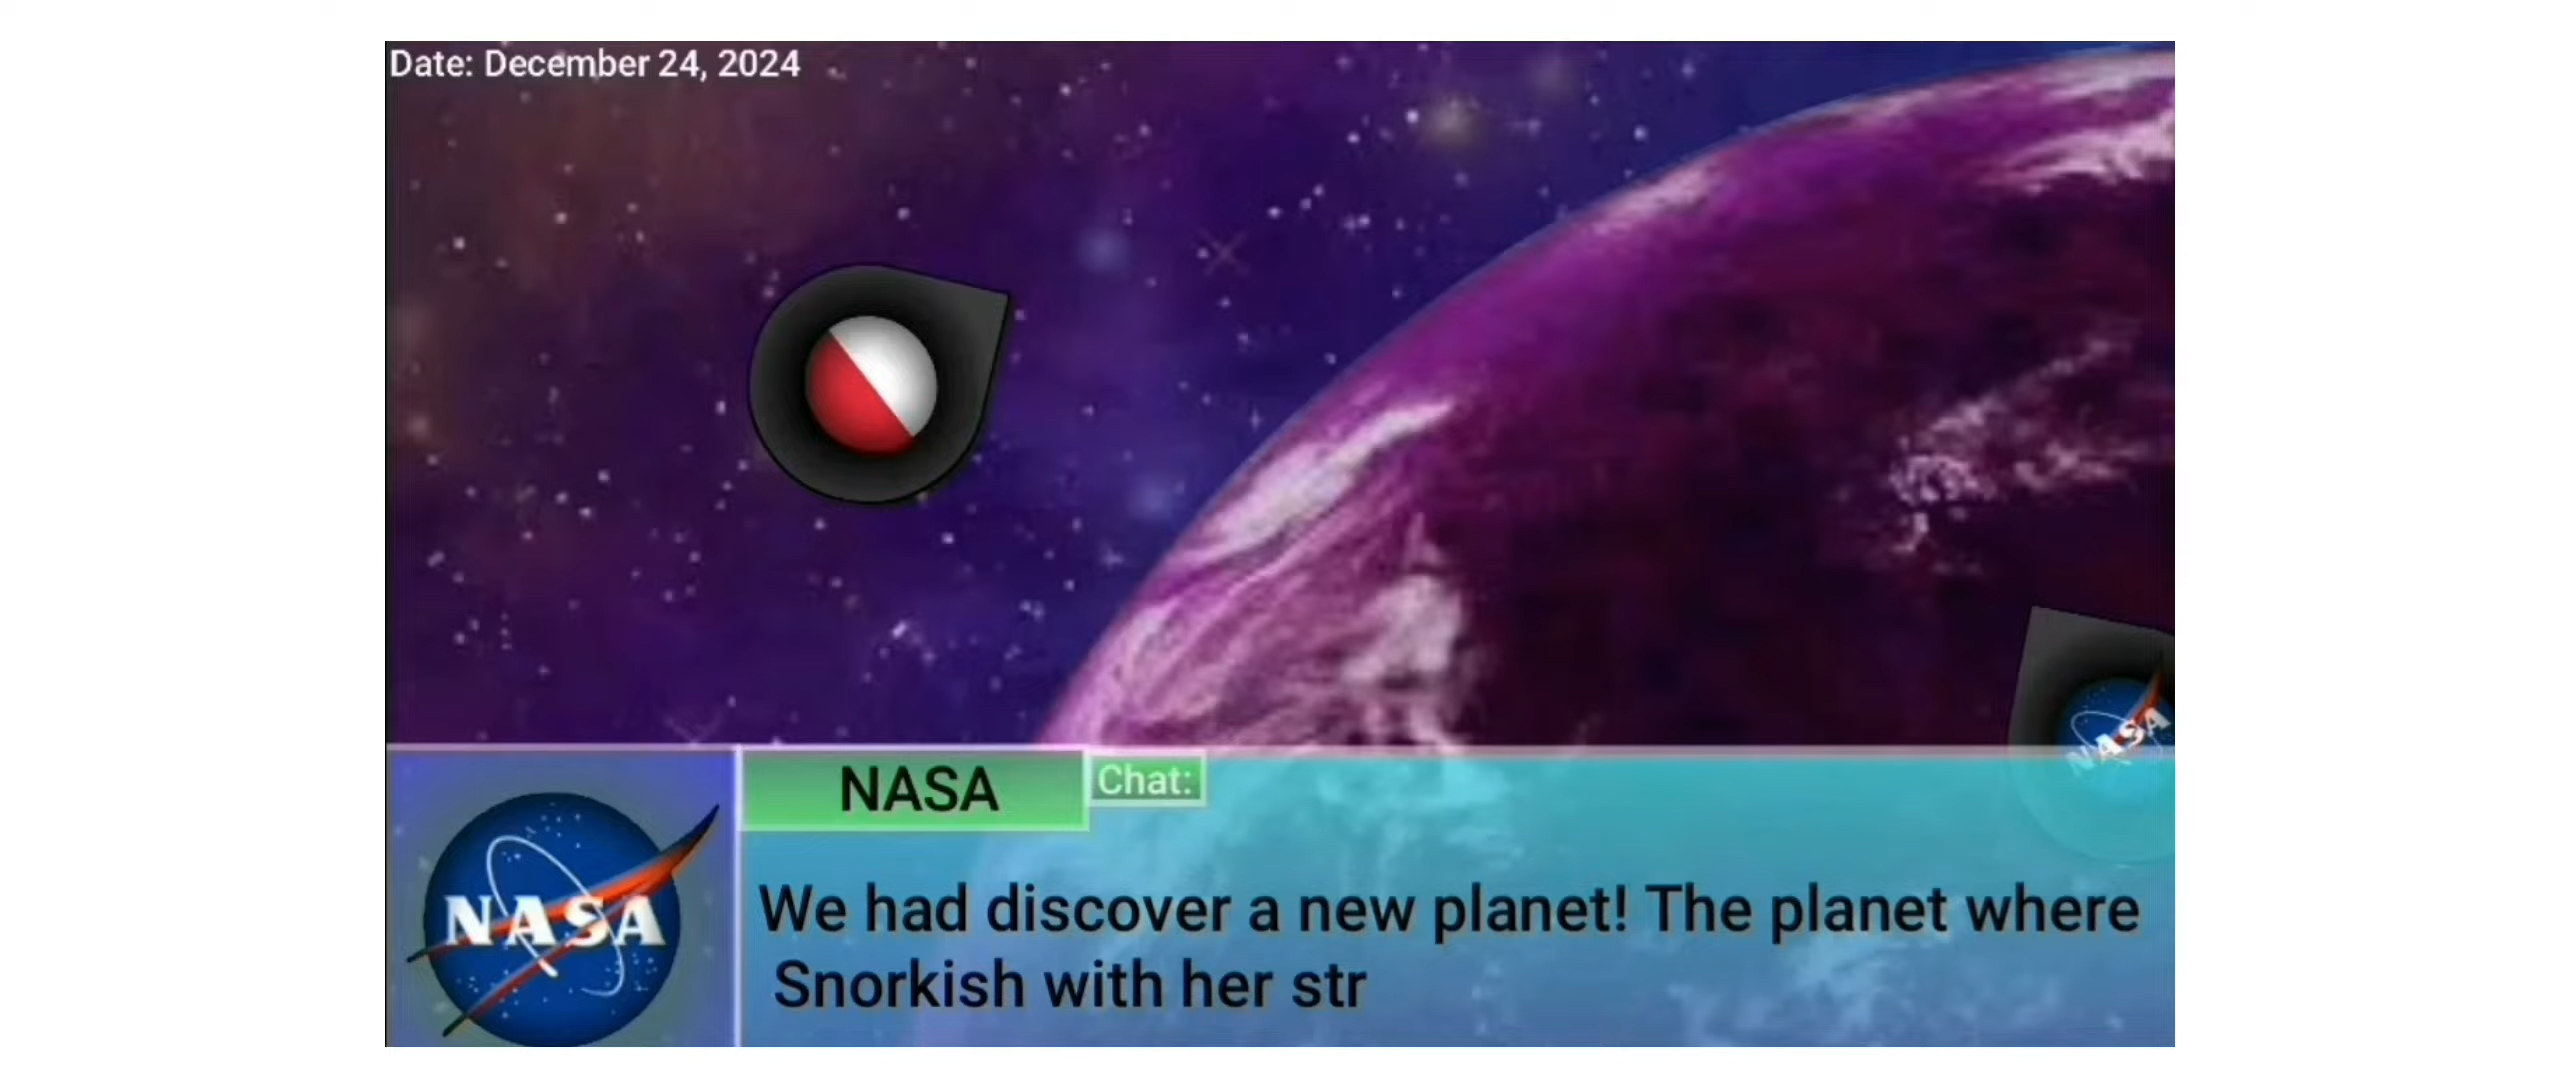 Date: December 24, 2024
NASA
NASA
Chat:
NASA
We had discover a new planet! The planet where
Snorkish with her str